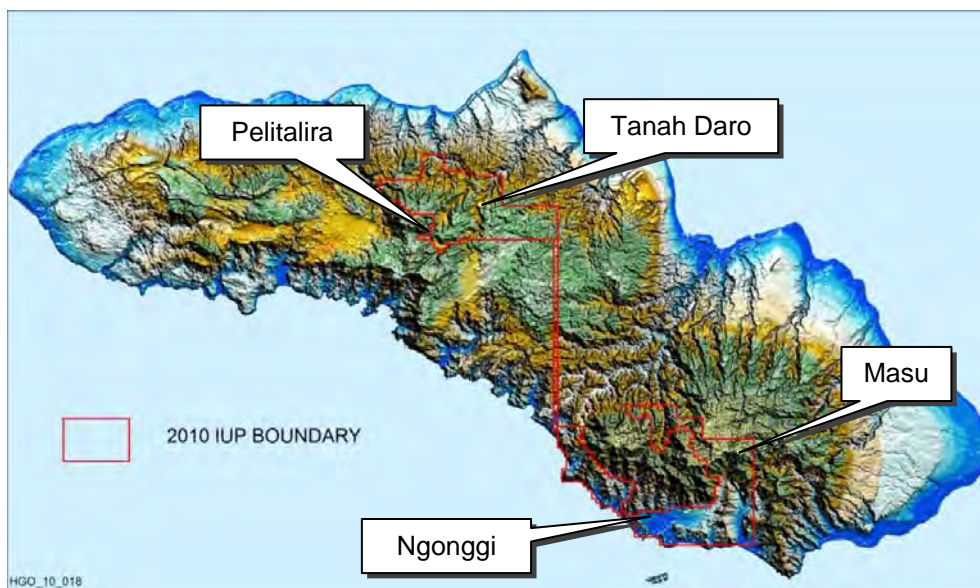 Pelitalira
Tanah Daro
Masu
2010 IUP BOUNDARY
Ngonggi
HGO_10_018